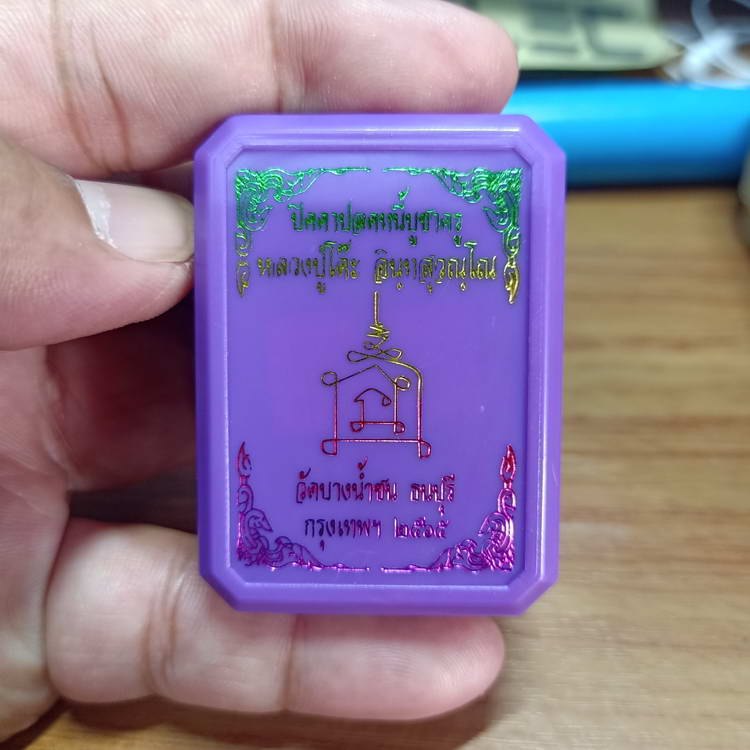 ปิดตาปลดหนี้บูชาครู
หลวงปู่โต๊ะ อินฺทสุวณฺโณ
วัดบางน้ำชน ธนบุรี
กรุงเทพฯ ๒๕๖๕